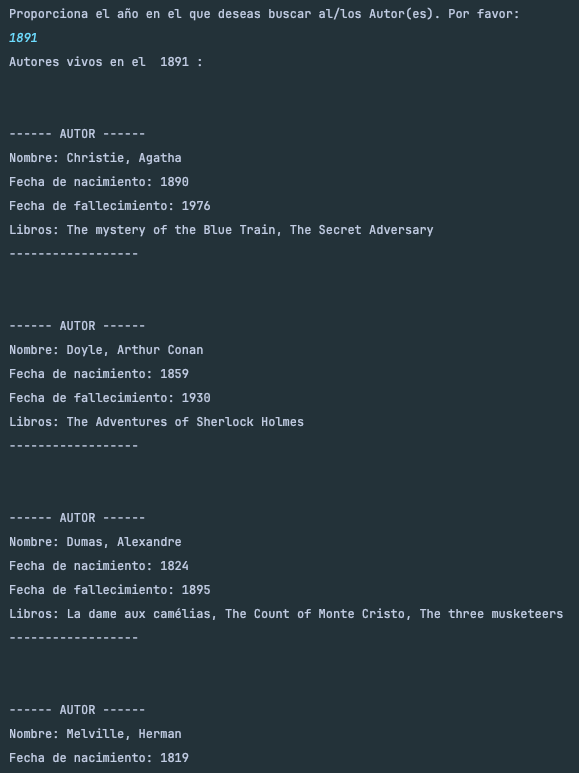 Proporciona el año en el que deseas buscar al/los Autor(es). Por favor:
1891
Autores vivos en el  1891 :
------ AUTOR ------
Nombre: Christie, Agatha
Fecha de nacimiento: 1890
Fecha de fallecimiento: 1976
Libros: The mystery of the Blue Train, The Secret Adversary
------------------
------ AUTOR ------
Nombre: Doyle, Arthur Conan
Fecha de nacimiento: 1859
Fecha de fallecimiento: 1930
Libros: The Adventures of Sherlock Holmes
------------------
------ AUTOR ------
Nombre: Dumas, Alexandre
Fecha de nacimiento: 1824
Fecha de fallecimiento: 1895
Libros: La dame aux camélias, The Count of Monte Cristo, The three musketeers
------------------
------ AUTOR ------
Nombre: Melville, Herman
Fecha de nacimiento: 1819